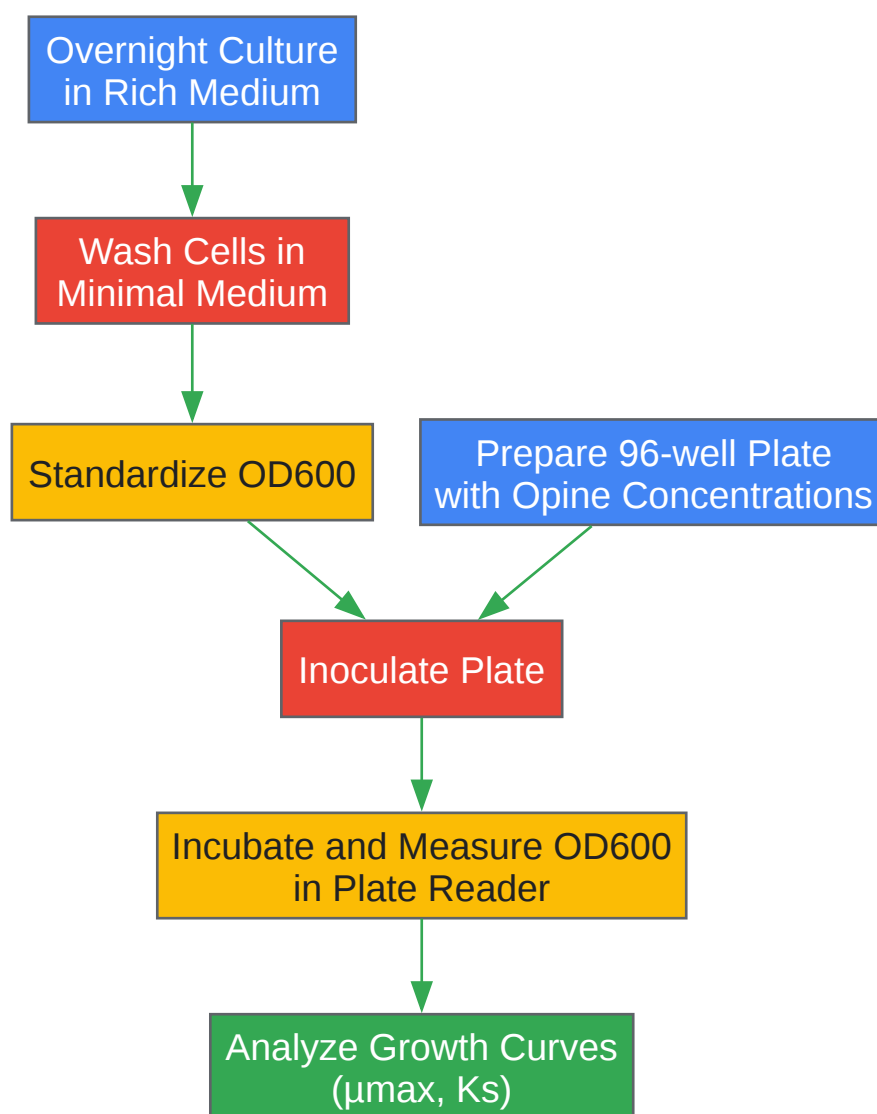 Overnight Culture
in Rich Medium
Wash Cells in
Minimal Medium
Standardize OD600
Prepare 96-well Plate
with Opine Concentrations
Inoculate Plate
Incubate and Measure OD600
in Plate Reader
Analyze Growth Curves
(µmax, Ks)